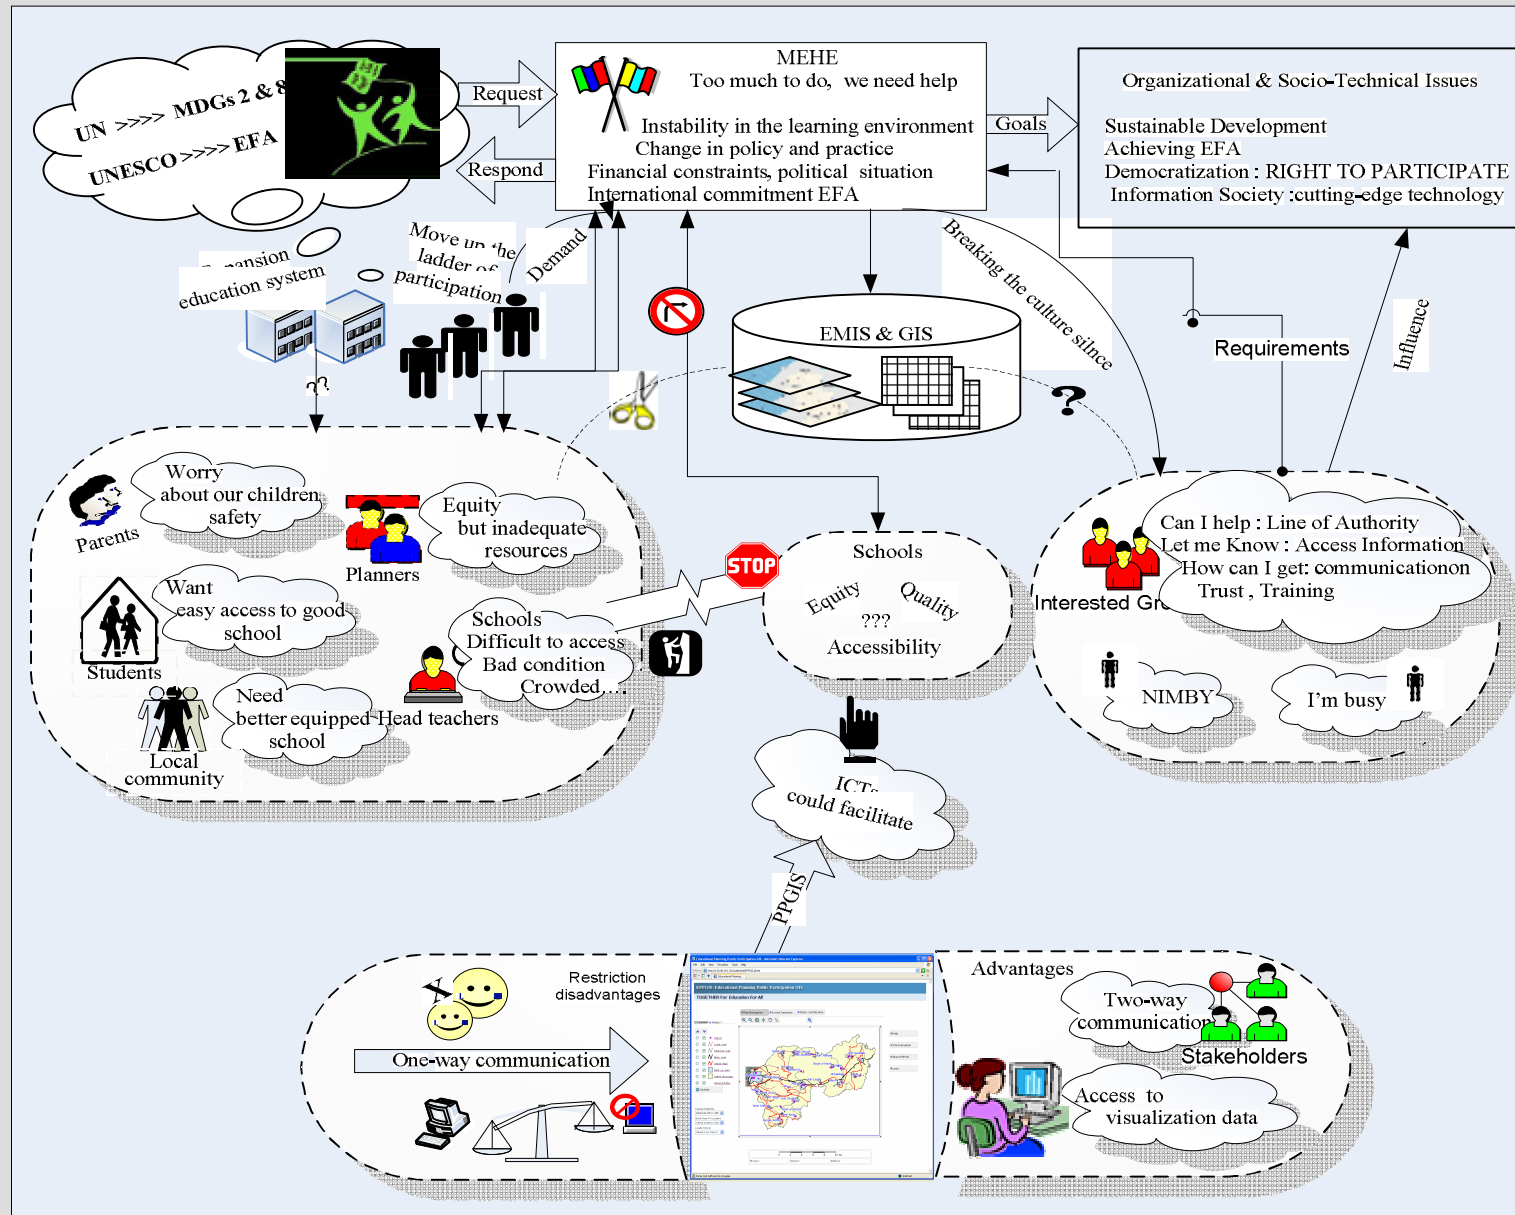 UN >>>> MDGs 2 & 8
UNESCO >>>> EFA
Request
Respond
MEHE
Too much to do, we need help
Instability in the learning environment
Change in policy and practice
Financial constraints, political situation
International commitment EFA
Goals
Organizational & Socio-Technical Issues
Sustainable Development
Achieving EFA
Democratization : RIGHT TO PARTICIPATE
Information Society :cutting-edge technology
education system
Move up the
ladder of
participation
Demand
??
EMIS & GIS
Breaking the culture silnce
?
Requirements
Influence
Parents
Worry
about our children
safety
Planners
Equity
but inadequate
resources
Students
Want
easy access to good
school
Schools
Difficult to access
Bad condition
Crowded....
Head teachers
Need
better equipped
school
Local
community
STOP
Schools
Equity
Quality
???
Accessibility
Can I help : Line of Authority
Let me Know : Access Information
How can I get: communicationon
Trust , Training
Interested Gro
NIMBY
I'm busy
ICTs
could facilitate
PPGIS
Restriction
disadvantages
One-way communication
TOGETHER For Education For All
Advantages
Two-way
communication
Stakeholders
Access to
visualization data